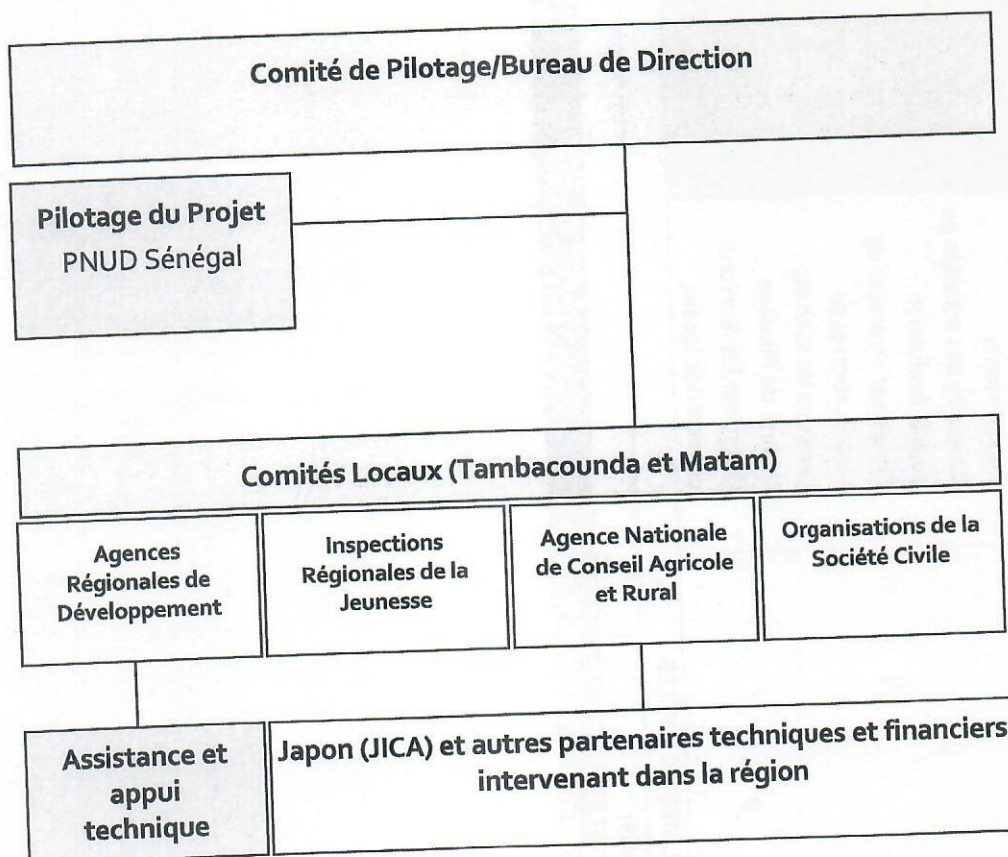 Comité de Pilotage/Bureau de Direction
Pilotage du Projet
PNUD Sénégal
Comités Locaux (Tambacounda et Matam)
Agences
Régionales de
Développement
Inspections
Régionales de la
Jeunesse
Agence Nationale
de Conseil Agricole
et Rural
Organisations de la
Société Civile
Assistance et
appui
technique
Japon (JICA) et autres partenaires techniques et financiers
intervenant dans la région